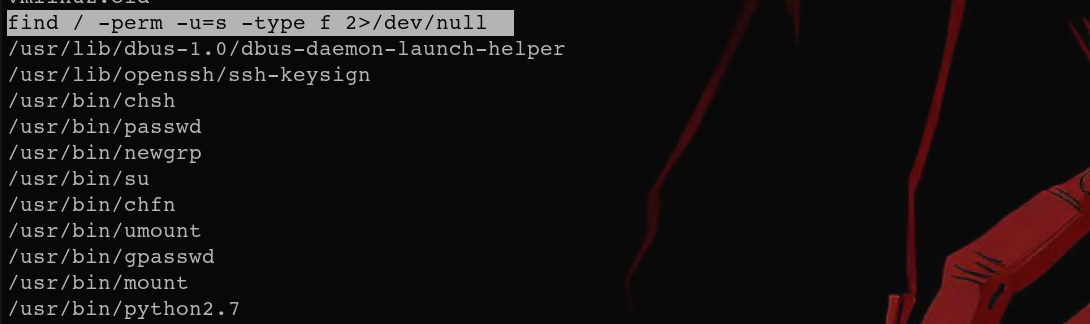 find / -perm -u=s -type f 2>/dev/null
/usr/lib/dbus-1.0/dbus-daemon-launch-helper
/usr/lib/openssh/ssh-keysign
/usr/bin/chsh
/usr/bin/passwd
/usr/bin/newgrp
/usr/bin/su
/usr/bin/chfn
/usr/bin/umount
/usr/bin/gpasswd
/usr/bin/mount
/usr/bin/python2.7